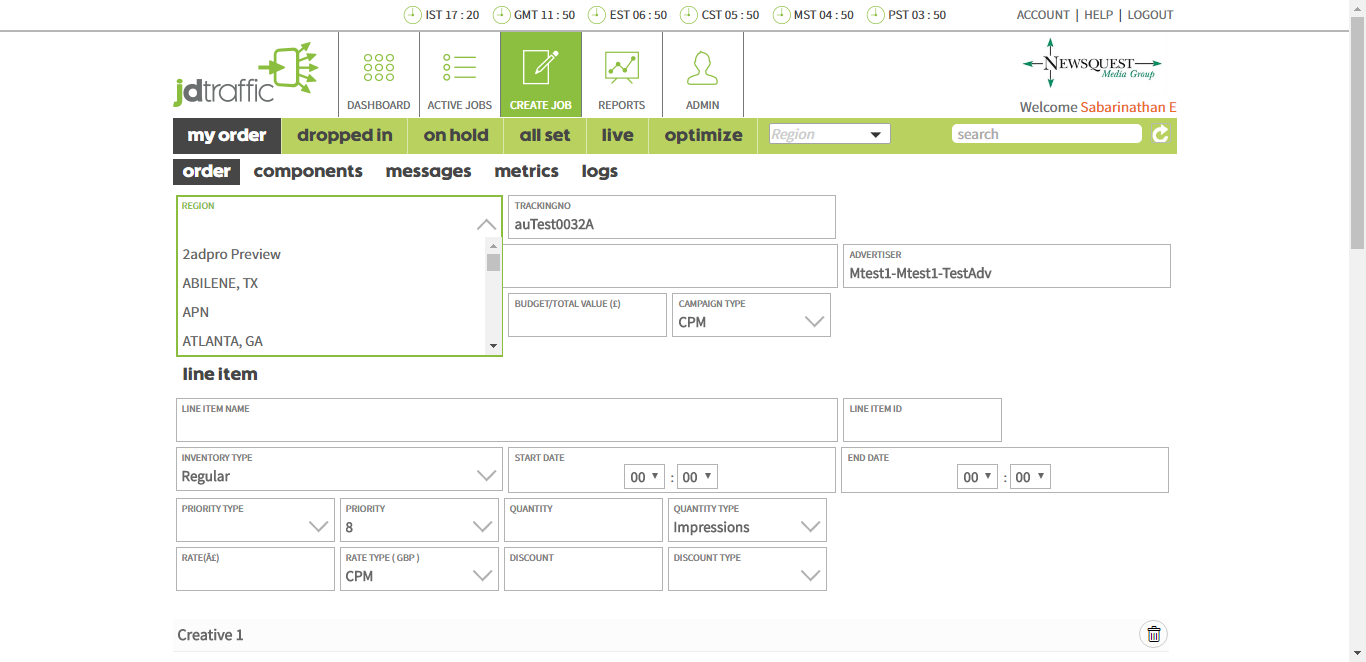 IST 17 : 20 GMT 11 : 50 EST 06 : 50 CST 05 : 50 MST 04 : 50 PST 03 : 50 ACCOUNT | HELP | LOGOUT
jdtraffic
DASHBOARD ACTIVE JOBS CREATE JOB REPORTS ADMIN
NEWSQUEST
Media Group
Welcome Sabarinathan E
my order dropped in on hold all set live optimize Region search
order components messages metrics logs
REGION TRACKINGNO
auTest0032A
2adpro Preview
ABILENE, TX
APN
ATLANTA, GA
ADVERTISER
Mtest1-Mtest1-TestAdv
BUDGET/TOTAL VALUE (£) CAMPAIGN TYPE
CPM
line item
LINE ITEM NAME LINE ITEM ID
INVENTORY TYPE START DATE END DATE
Regular 00 : 00 00 : 00
PRIORITY TYPE PRIORITY QUANTITY QUANTITY TYPE
8 Impressions
RATE(Â£) RATE TYPE ( GBP ) DISCOUNT DISCOUNT TYPE
CPM
Creative 1